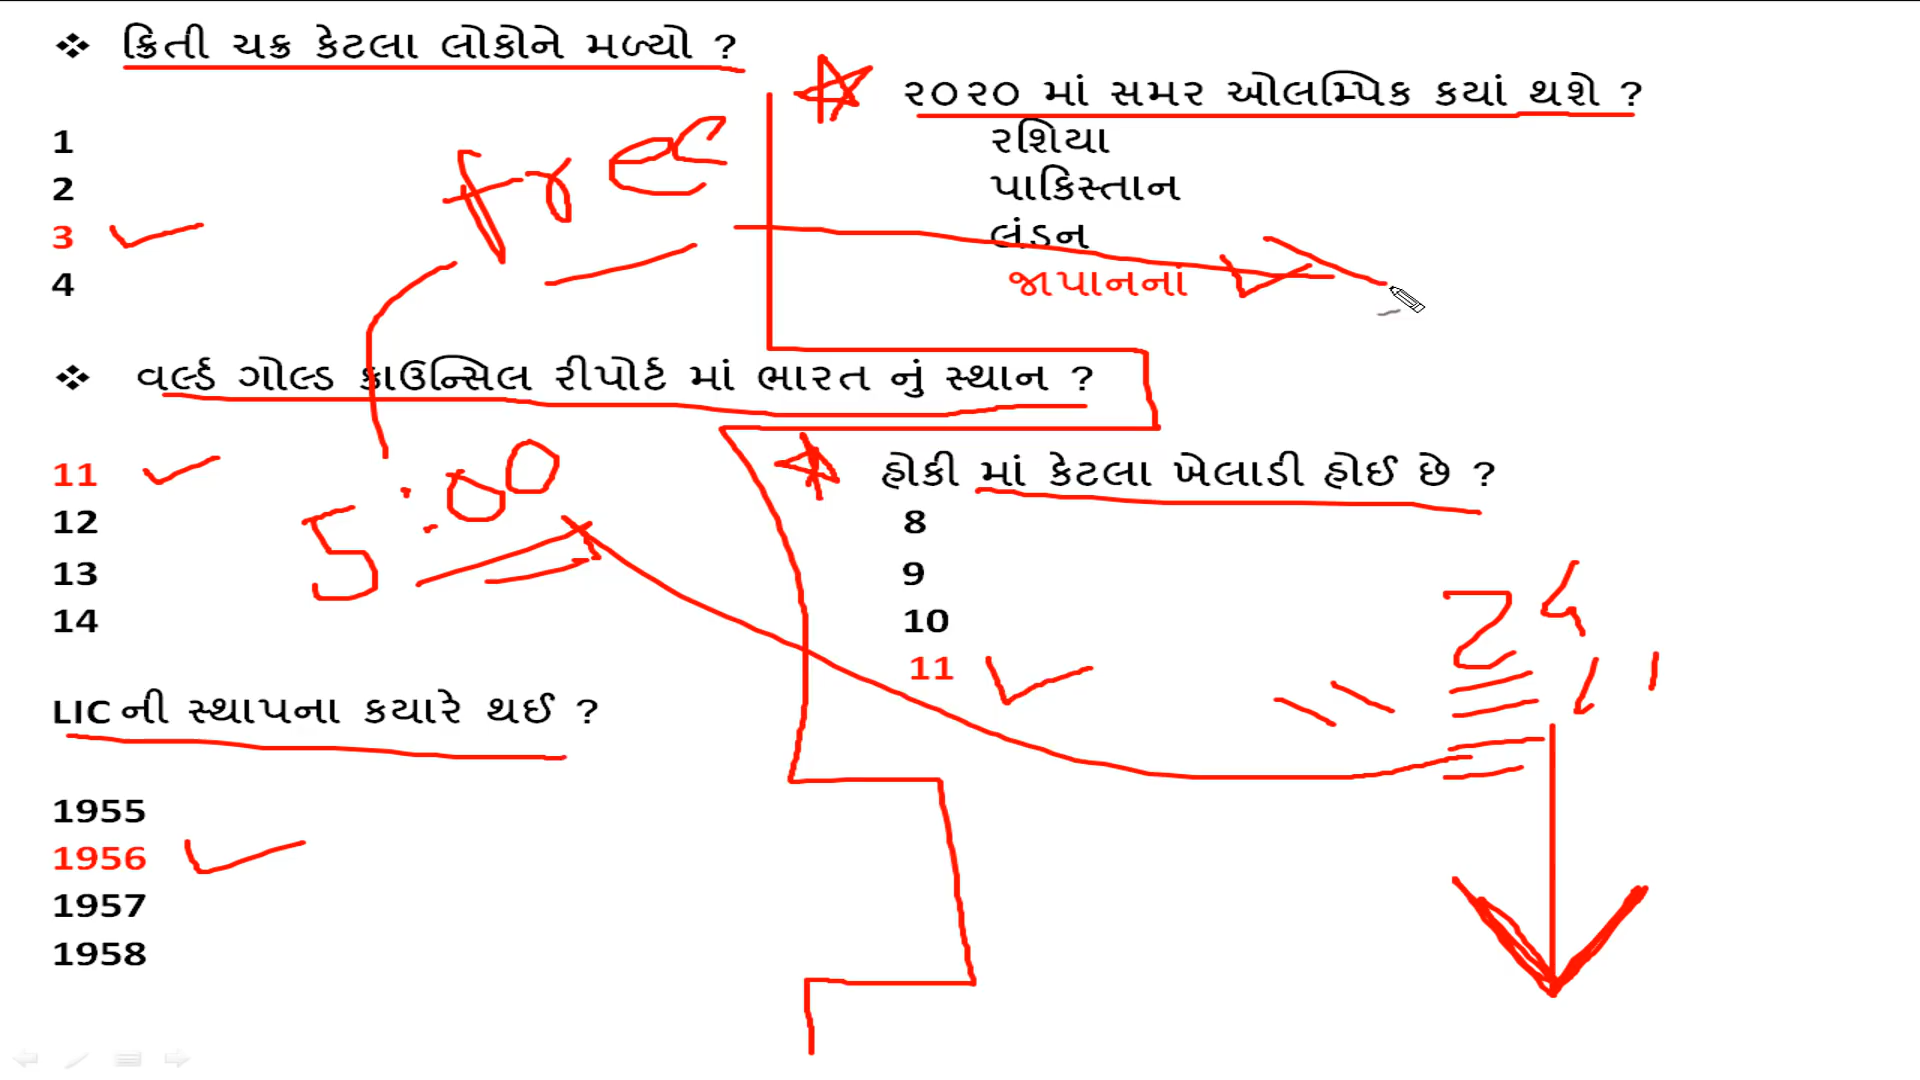 ❖ ક્રિતી ચક્ર કેટલા લોકોને મળ્યો ?
1
2
3
4
free
❖ વર્લ્ડ ગોલ્ડ કાઉન્સિલ રીપોર્ટ માં ભારત નું સ્થાન ?
11
12
13
14
5:00
LIC ની સ્થાપના કયારે થઈ ?
1955
1956
1957
1958
૨૦૨૦ માં સમર ઓલમ્પિક કયાં થશે ?
રશિયા
પાકિસ્તાન
લંડન
જાપાનનાં
હોકી માં કેટલા ખેલાડી હોઈ છે ?
8
9
10
11